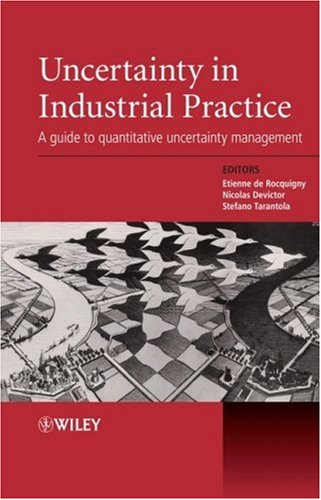 Uncertainty in
Industrial Practice
A guide to quantitative uncertainty management
EDITORS
Etienne de Rocquigny
Nicolas Devictor
Stefano Tarantola
WILEY